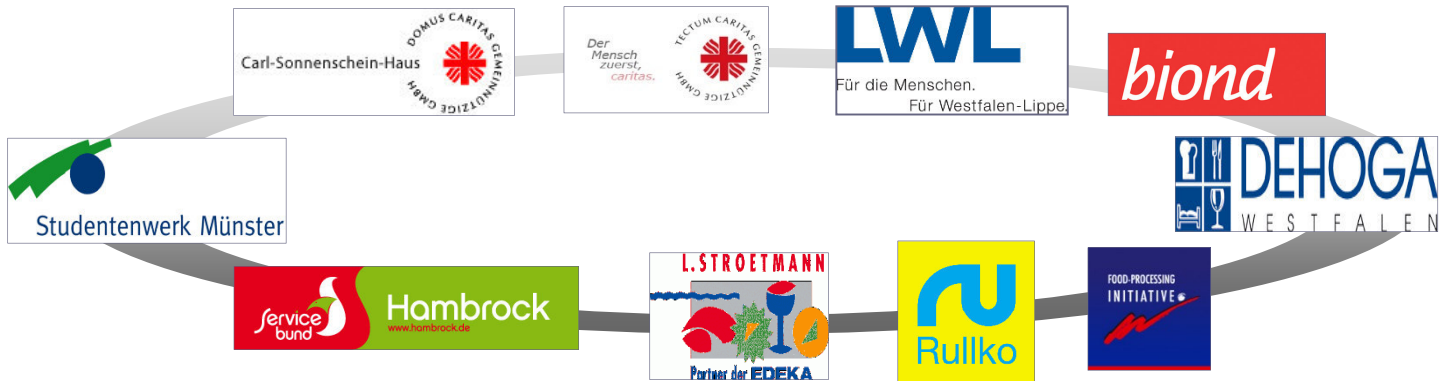 Carl-Sonnenschein-Haus
DOMUS CARITAS GEMEINNÜTZIGE GMBH
Der
Mensch
zuerst,
caritas.
TECTUM CARITAS GEMEINNÜTZIGE GMBH
LWL
Für die Menschen.
Für Westfalen-Lippe.
biond
DEHOGA
WESTFALEN
Studentenwerk Münster
Service
bund
Hambrock
www.hambrock.de
L.STROETMANN
Partner der EDEKA
ru
Rullko
FOOD-PROCESSING
INITIATIVE